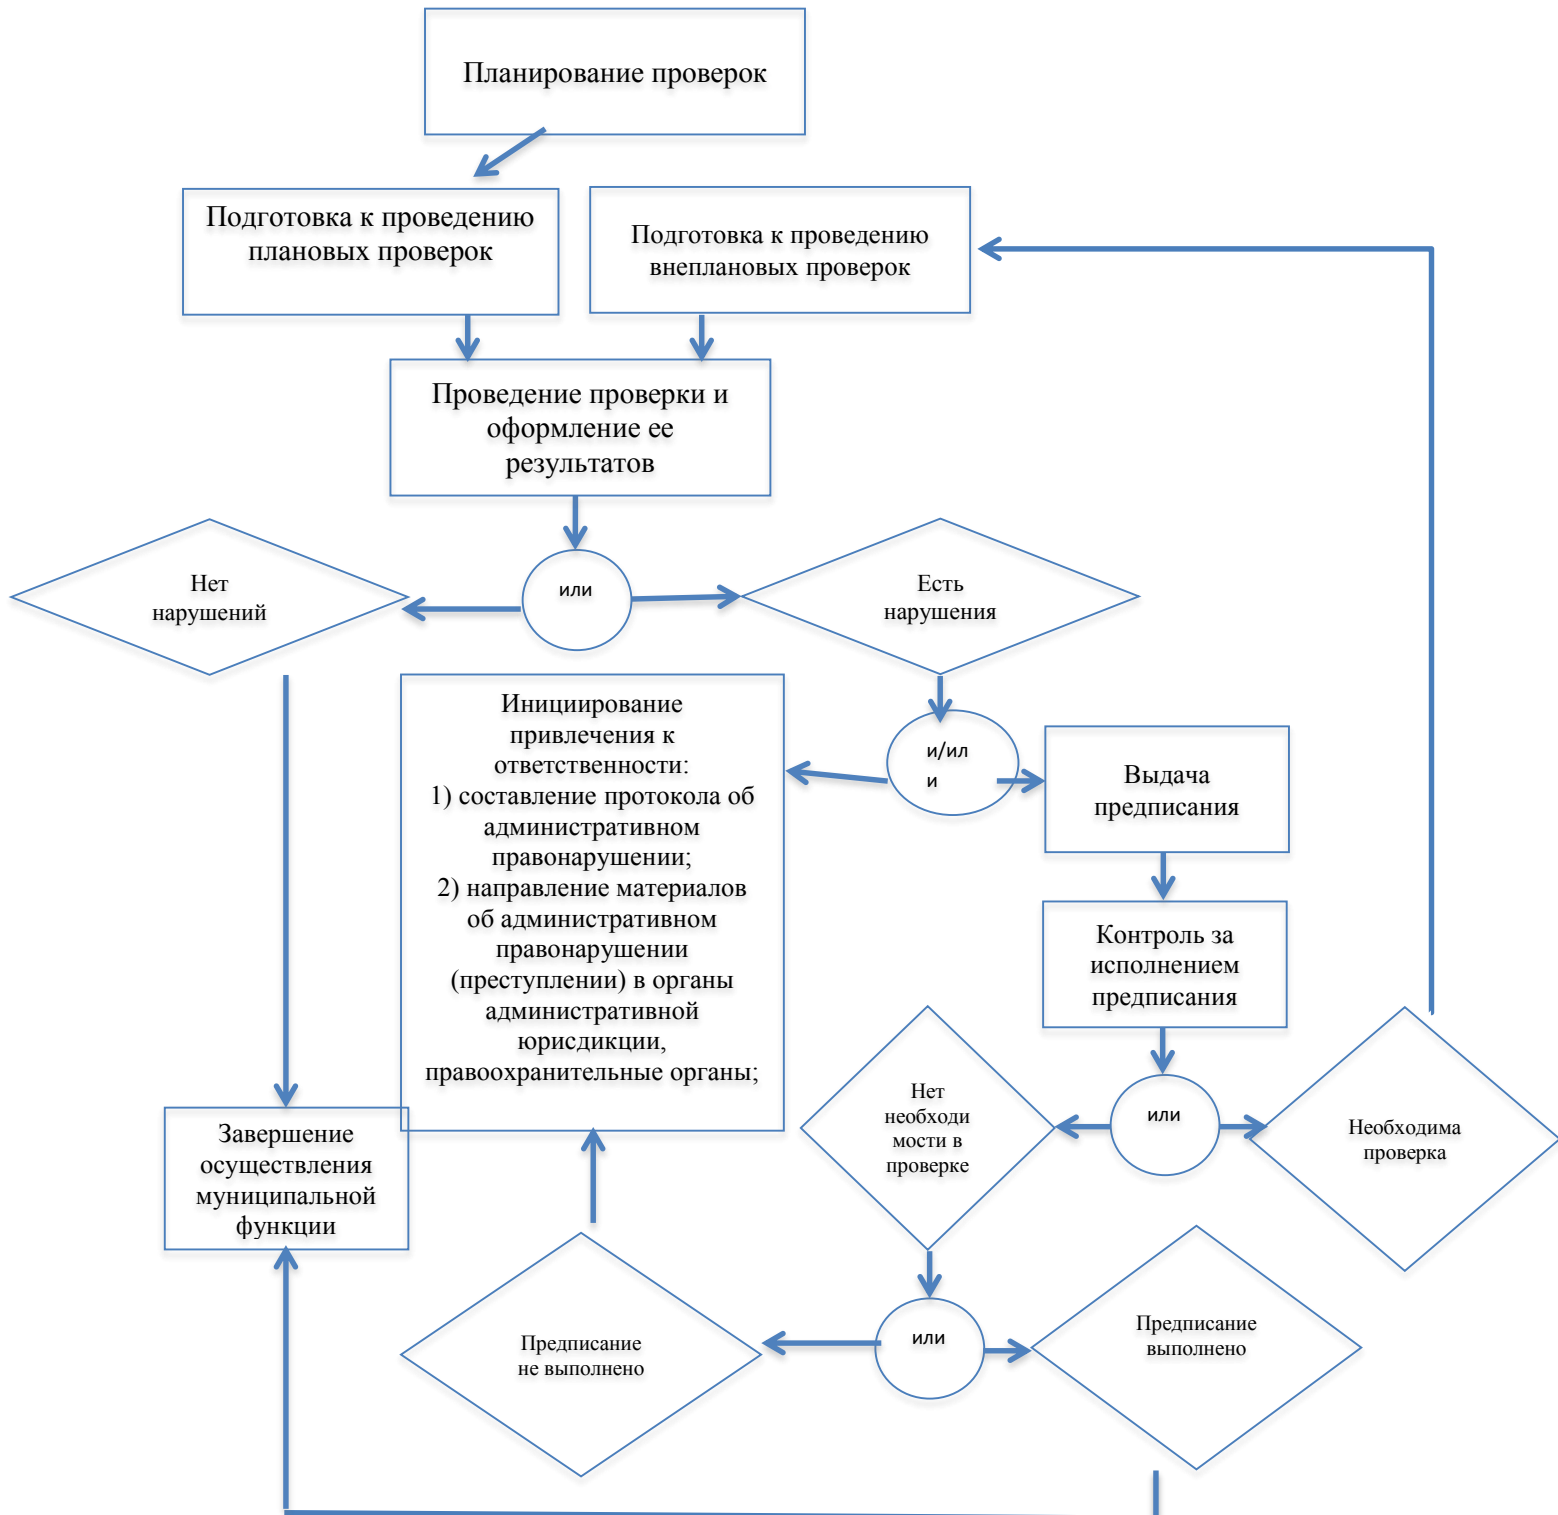 Планирование проверок
Подготовка к проведению
плановых проверок
Подготовка к проведению
внеплановых проверок
Проведение проверки и
оформление ее
результатов
Нет
нарушений
или
Есть
нарушения
Инициирование
привлечения к
ответственности:
1) составление протокола об
административном
правонарушении;
2) направление материалов
об административном
правонарушении
(преступлении) в органы
административной
юрисдикции,
правоохранительные органы;
и/ил
и
Выдача
предписания
Контроль за
исполнением
предписания
Нет
необходи
мости в
проверке
или
Необходима
проверка
Завершение
осуществления
муниципальной
функции
Предписание
не выполнено
или
Предписание
выполнено